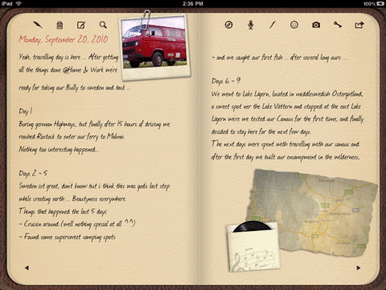 iPad
2:36 PM
Monday, September 20, 2010
Yeah, travelling day is here ... After getting
all the things done @Home & Work were
ready for taking our Bully to sweden and back ...
Day 1
Boring german Highways, but finally after 15 hours of driving we
reached Rostock to enter our ferry to Malmo.
Nothing too interesting happened...
Days 2 - 5
Sweden ist great, dont know but i think this was gods last step
while creating earth ... Beautyness everywhere.
Things that happened the last 5 days
- Cruisin around (well nothing special at all ^^)
- Found some supersweet camping spots
- and we caught our first fish ... after several long ours ...
Days 6 - 9
We went to Lake Lägern, located in middleswedish Ostergotland,
a sweet spot ner the Lake Vättern and stopped at the east Lake
Lägern were we tested our Canous for the first time, and finally
decided to stay here for the next few days.
The next days were spent with travelling with our canous and
after the first day we built our encampment in the wilderness,